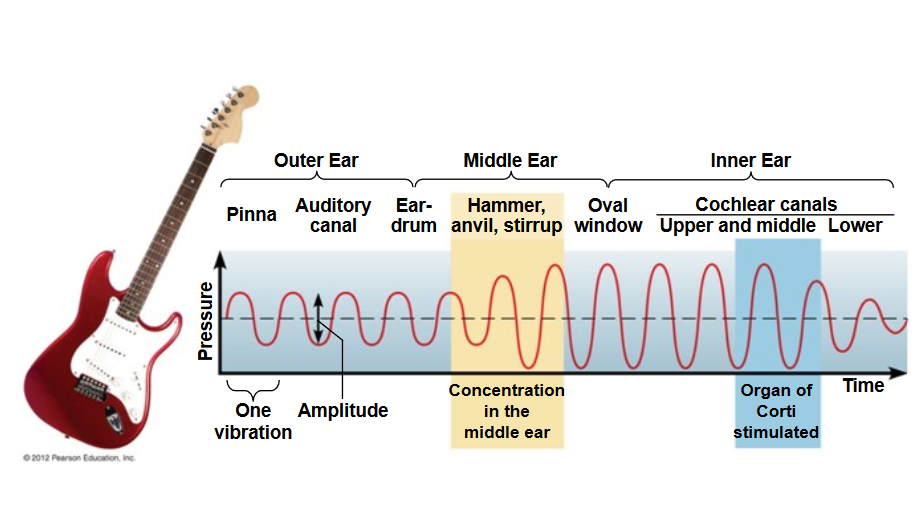 Outer Ear
Middle Ear
Inner Ear
Pinna
Auditory
canal
Ear-
drum
Hammer,
anvil, stirrup
Oval
window
Cochlear canals
Upper and middle
Lower
Pressure
Time
One
vibration
Amplitude
Concentration
in the
middle ear
Organ of
Corti
stimulated
© 2012 Pearson Education, Inc.